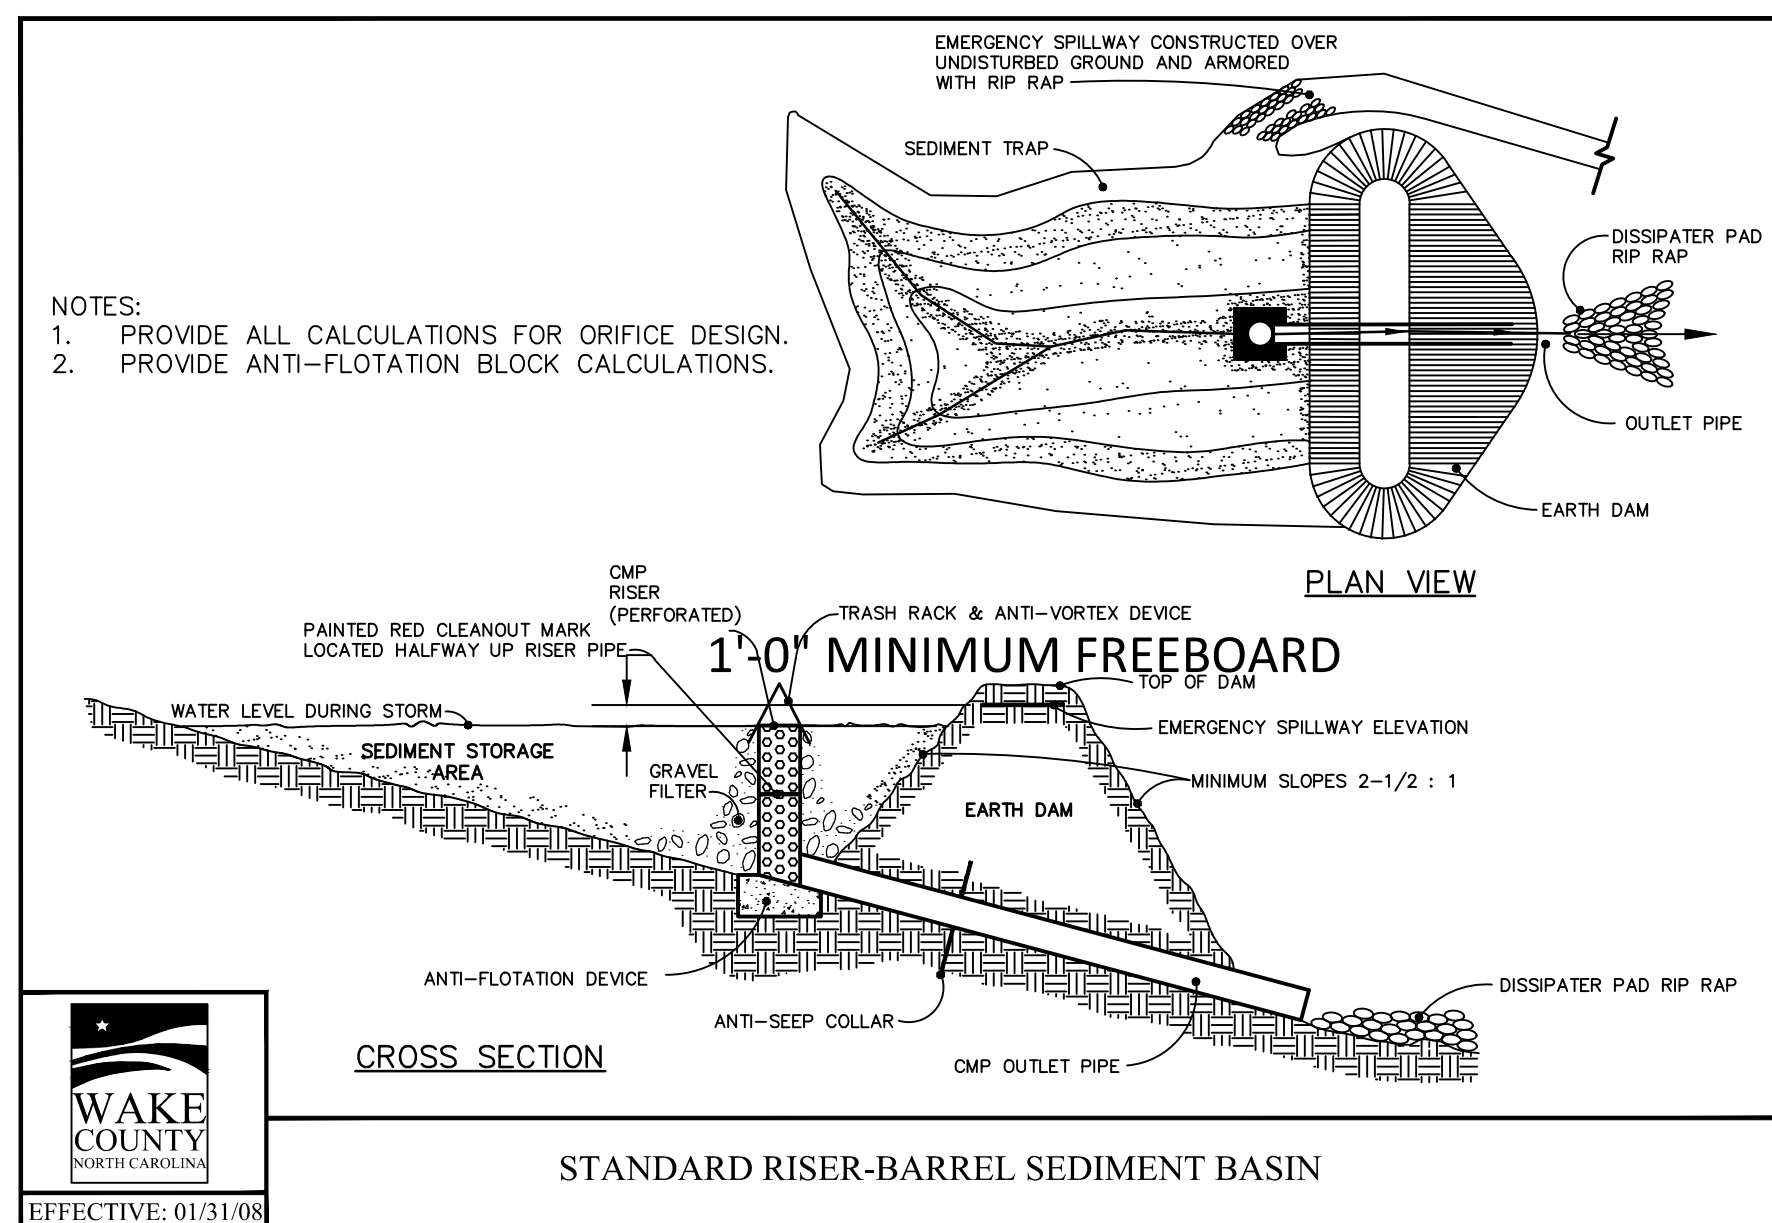 EMERGENCY SPILLWAY CONSTRUCTED OVER
UNDISTURBED GROUND AND ARMORED
WITH RIP RAP
SEDIMENT TRAP
DISSIPATER PAD
RIP RAP
NOTES:
1. PROVIDE ALL CALCULATIONS FOR ORIFICE DESIGN.
2. PROVIDE ANTI-FLOTATION BLOCK CALCULATIONS.
OUTLET PIPE
EARTH DAM
PLAN VIEW
CMP
RISER
(PERFORATED)
TRASH RACK & ANTI-VORTEX DEVICE
PAINTED RED CLEANOUT MARK
LOCATED HALFWAY UP RISER PIPE
1'-0" MINIMUM FREEBOARD
TOP OF DAM
WATER LEVEL DURING STORM
EMERGENCY SPILLWAY ELEVATION
SEDIMENT STORAGE
AREA
GRAVEL
FILTER
MINIMUM SLOPES 2-1/2 : 1
EARTH DAM
ANTI-FLOTATION DEVICE
DISSIPATER PAD RIP RAP
ANTI-SEEP COLLAR
CROSS SECTION
CMP OUTLET PIPE
WAKE
COUNTY
NORTH CAROLINA
STANDARD RISER-BARREL SEDIMENT BASIN
EFFECTIVE: 01/31/08